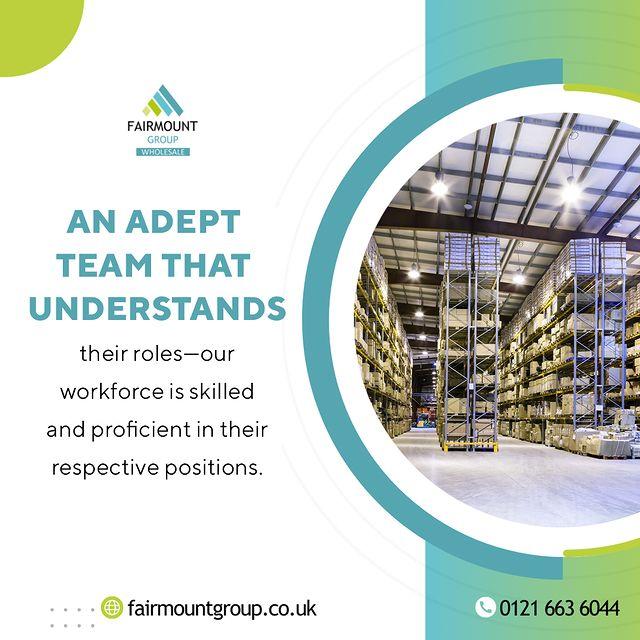 FAIRMOUNT
GROUP
WHOLESALE
AN ADEPT
TEAM THAT
UNDERSTANDS
their roles—our
workforce is skilled
and proficient in their
respective positions.
fairmountgroup.co.uk
0121 663 6044